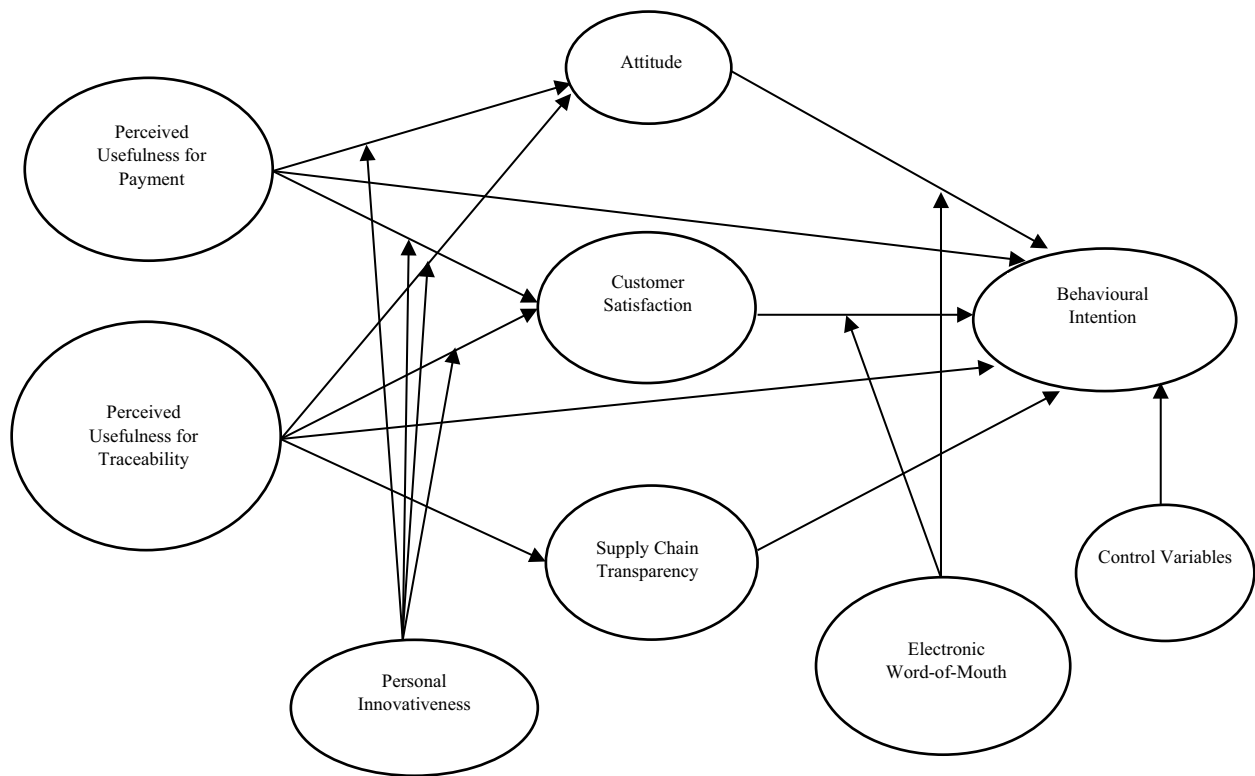 Attitude
Perceived
Usefulness for
Payment
Customer
Satisfaction
Behavioural
Intention
Perceived
Usefulness for
Traceability
Supply Chain
Transparency
Control Variables
Electronic
Word-of-Mouth
Personal
Innovativeness